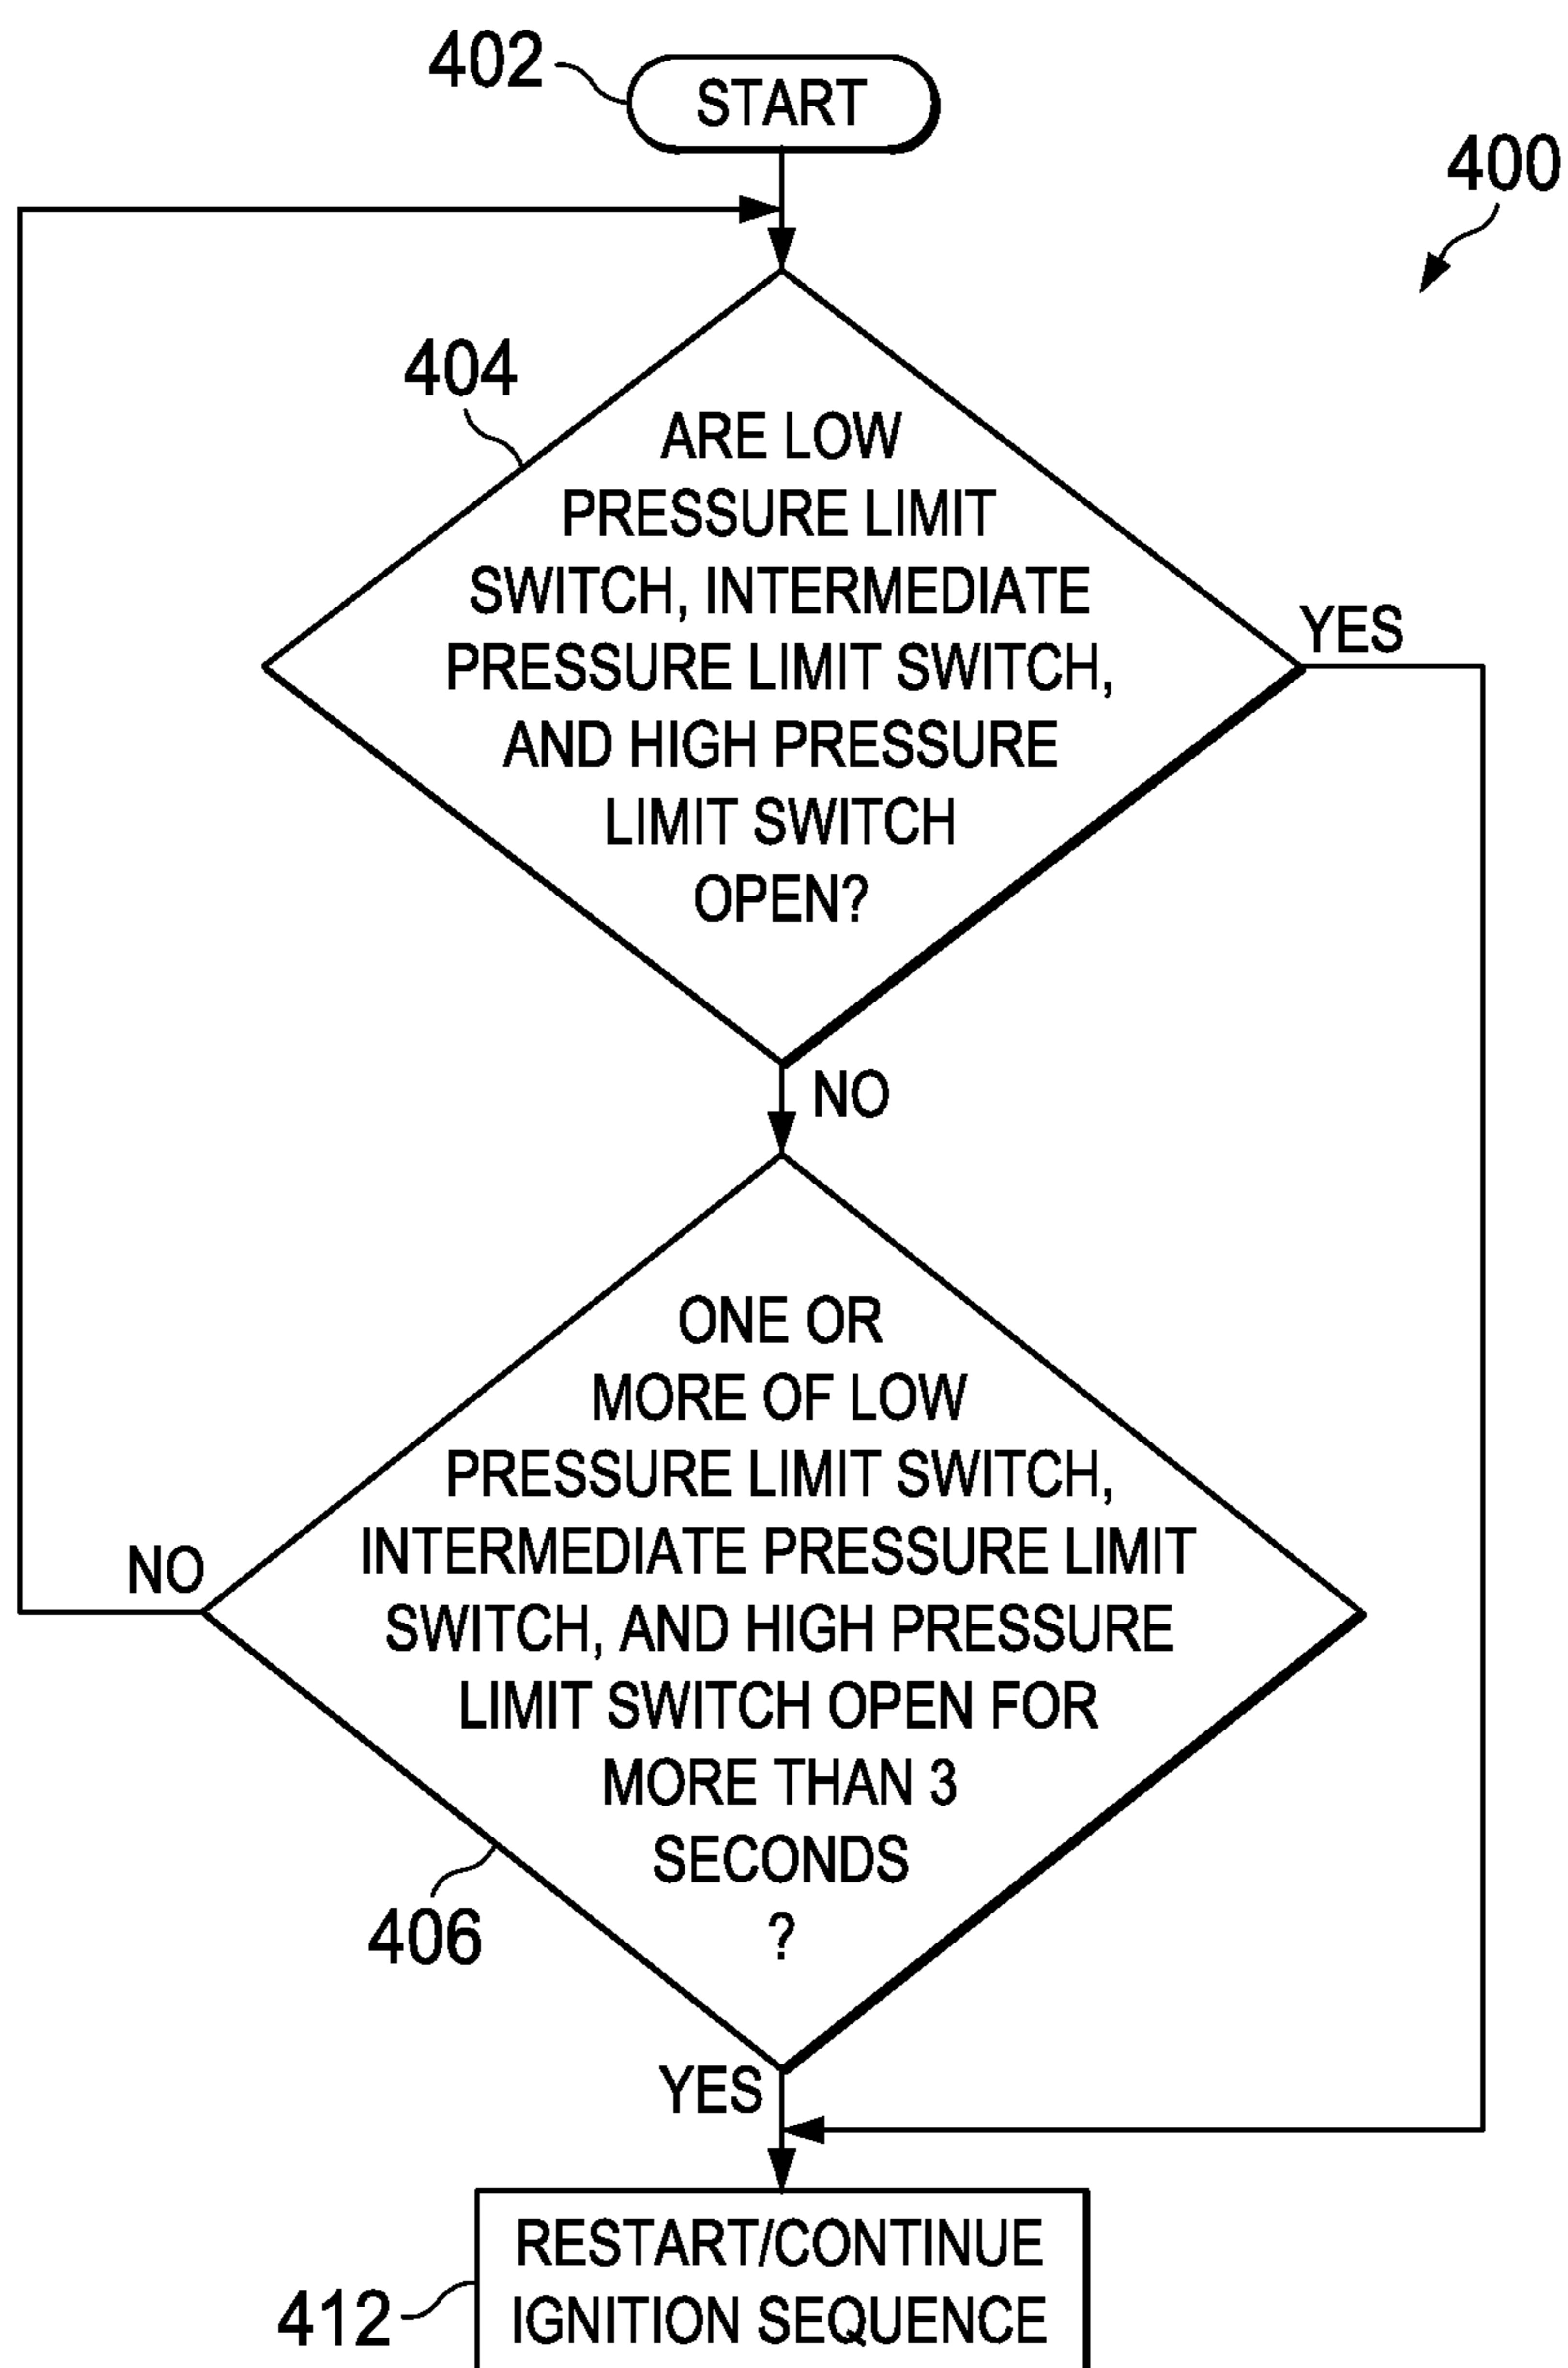 402
START
400
404
ARE LOW
PRESSURE LIMIT
SWITCH, INTERMEDIATE
PRESSURE LIMIT SWITCH,
AND HIGH PRESSURE
LIMIT SWITCH
OPEN?
YES
NO
ONE OR
MORE OF LOW
PRESSURE LIMIT SWITCH,
INTERMEDIATE PRESSURE LIMIT
SWITCH, AND HIGH PRESSURE
LIMIT SWITCH OPEN FOR
MORE THAN 3
SECONDS
?
NO
406
YES
RESTART/CONTINUE
IGNITION SEQUENCE
412